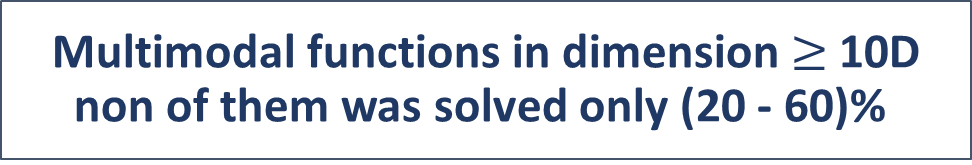 Multimodal functions in dimension ≥ 10D
non of them was solved only (20 - 60)%